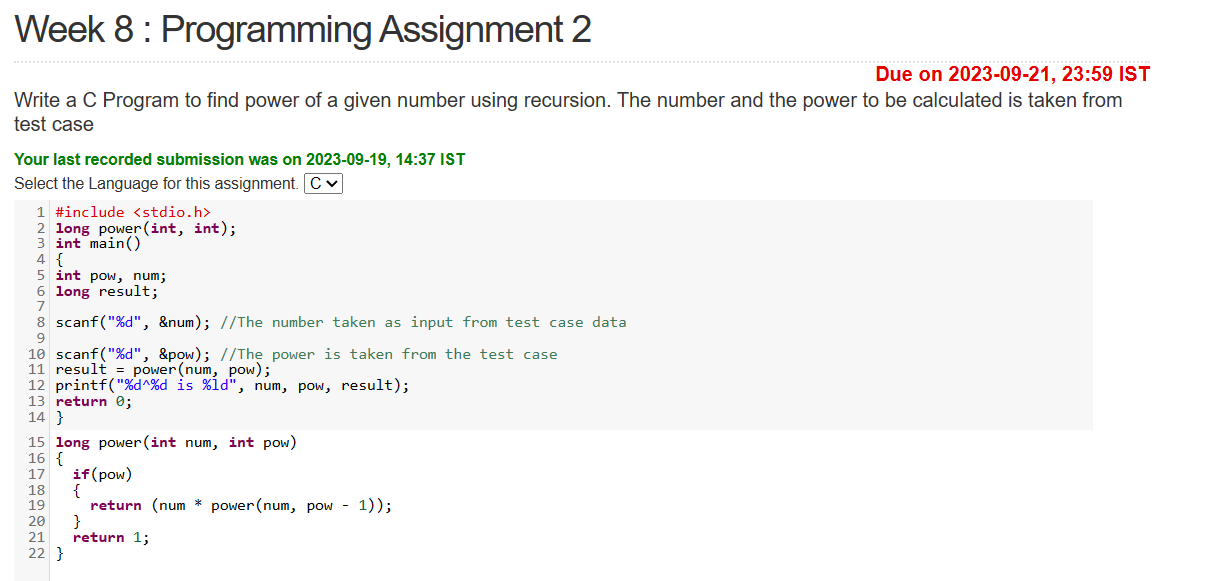 Week 8 : Programming Assignment 2
Due on 2023-09-21, 23:59 IST
Write a C Program to find power of a given number using recursion. The number and the power to be calculated is taken from
test case
Your last recorded submission was on 2023-09-19, 14:37 IST
Select the Language for this assignment. C
1 #include <stdio.h>
2 long power(int, int);
3 int main()
4 {
5 int pow, num;
6 long result;
7
8 scanf("%d", &num); //The number taken as input from test case data
9
10 scanf("%d", &pow); //The power is taken from the test case
11 result = power(num, pow);
12 printf("%d^%d is %ld", num, pow, result);
13 return 0;
14 }
15 long power(int num, int pow)
16 {
17   if(pow)
18   {
19     return (num * power(num, pow - 1));
20   }
21   return 1;
22 }